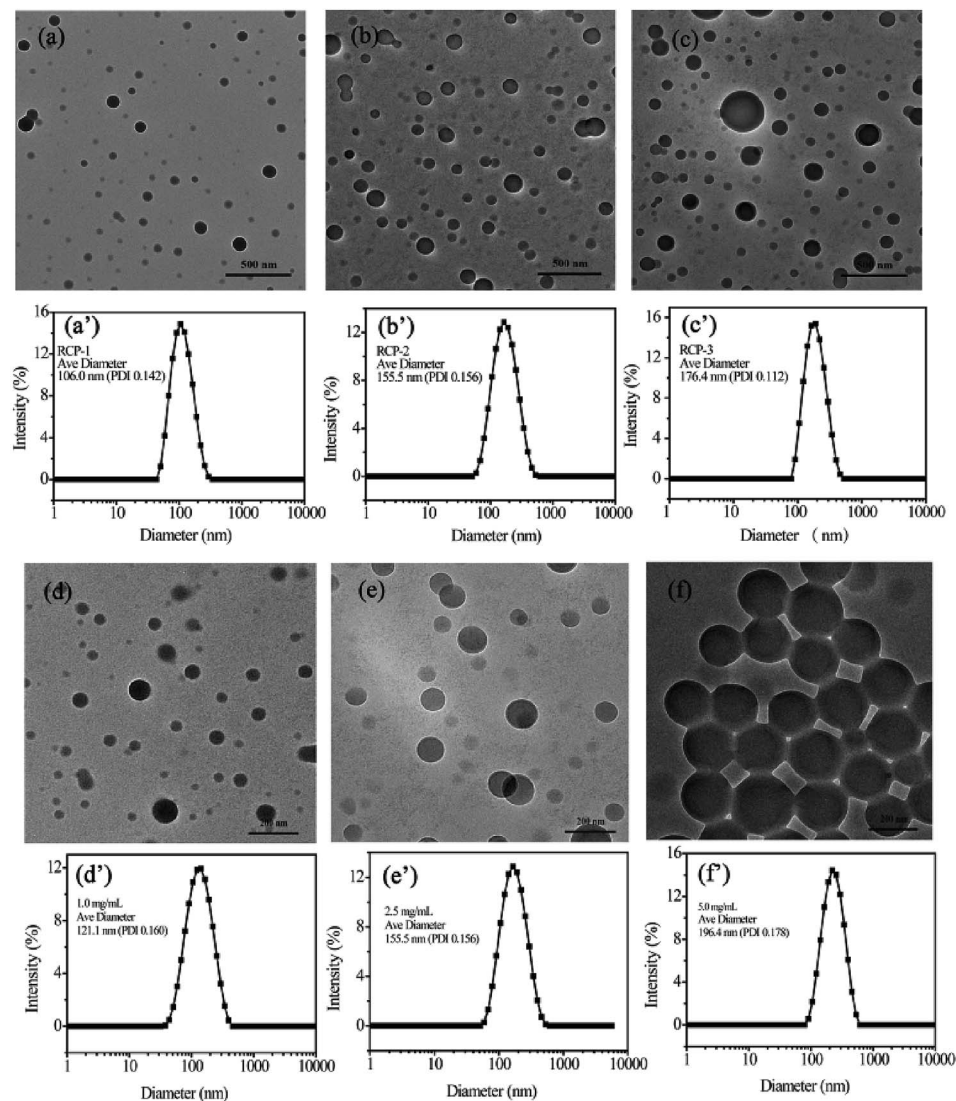 (a)
(b)
(c)
500 nm
500 nm
500 nm
16
12
8
4
0
Intensity (%)
(a')
RCP-1
Ave Diameter
106.0 nm (PDI 0.142)
1 10 100 1000 10000
Diameter (nm)
12
8
4
0
Intensity (%)
(b')
RCP-2
Ave Diameter
155.5 nm (PDI 0.156)
1 10 100 1000 10000
Diameter (nm)
16
12
8
4
0
Intensity (%)
(c')
RCP-3
Ave Diameter
176.4 nm (PDI 0.112)
1 10 100 1000 10000
Diameter ( nm)
(d)
(e)
(f)
200 nm
200 nm
200 nm
12
8
4
0
Intensity (%)
(d')
1.0 mg/mL
Ave Diameter
121.1 nm (PDI 0.160)
1 10 100 1000 10000
Diameter (nm)
12
8
4
0
Intensity (%)
(e')
2.5 mg/mL
Ave Diameter
155.5 nm (PDI 0.156)
1 10 100 1000
Diameter (nm)
16
12
8
4
0
Intensity (%)
(f')
5.0 mg/mL
Ave Diameter
196.4 nm (PDI 0.178)
1 10 100 1000 10000
Diameter (nm)